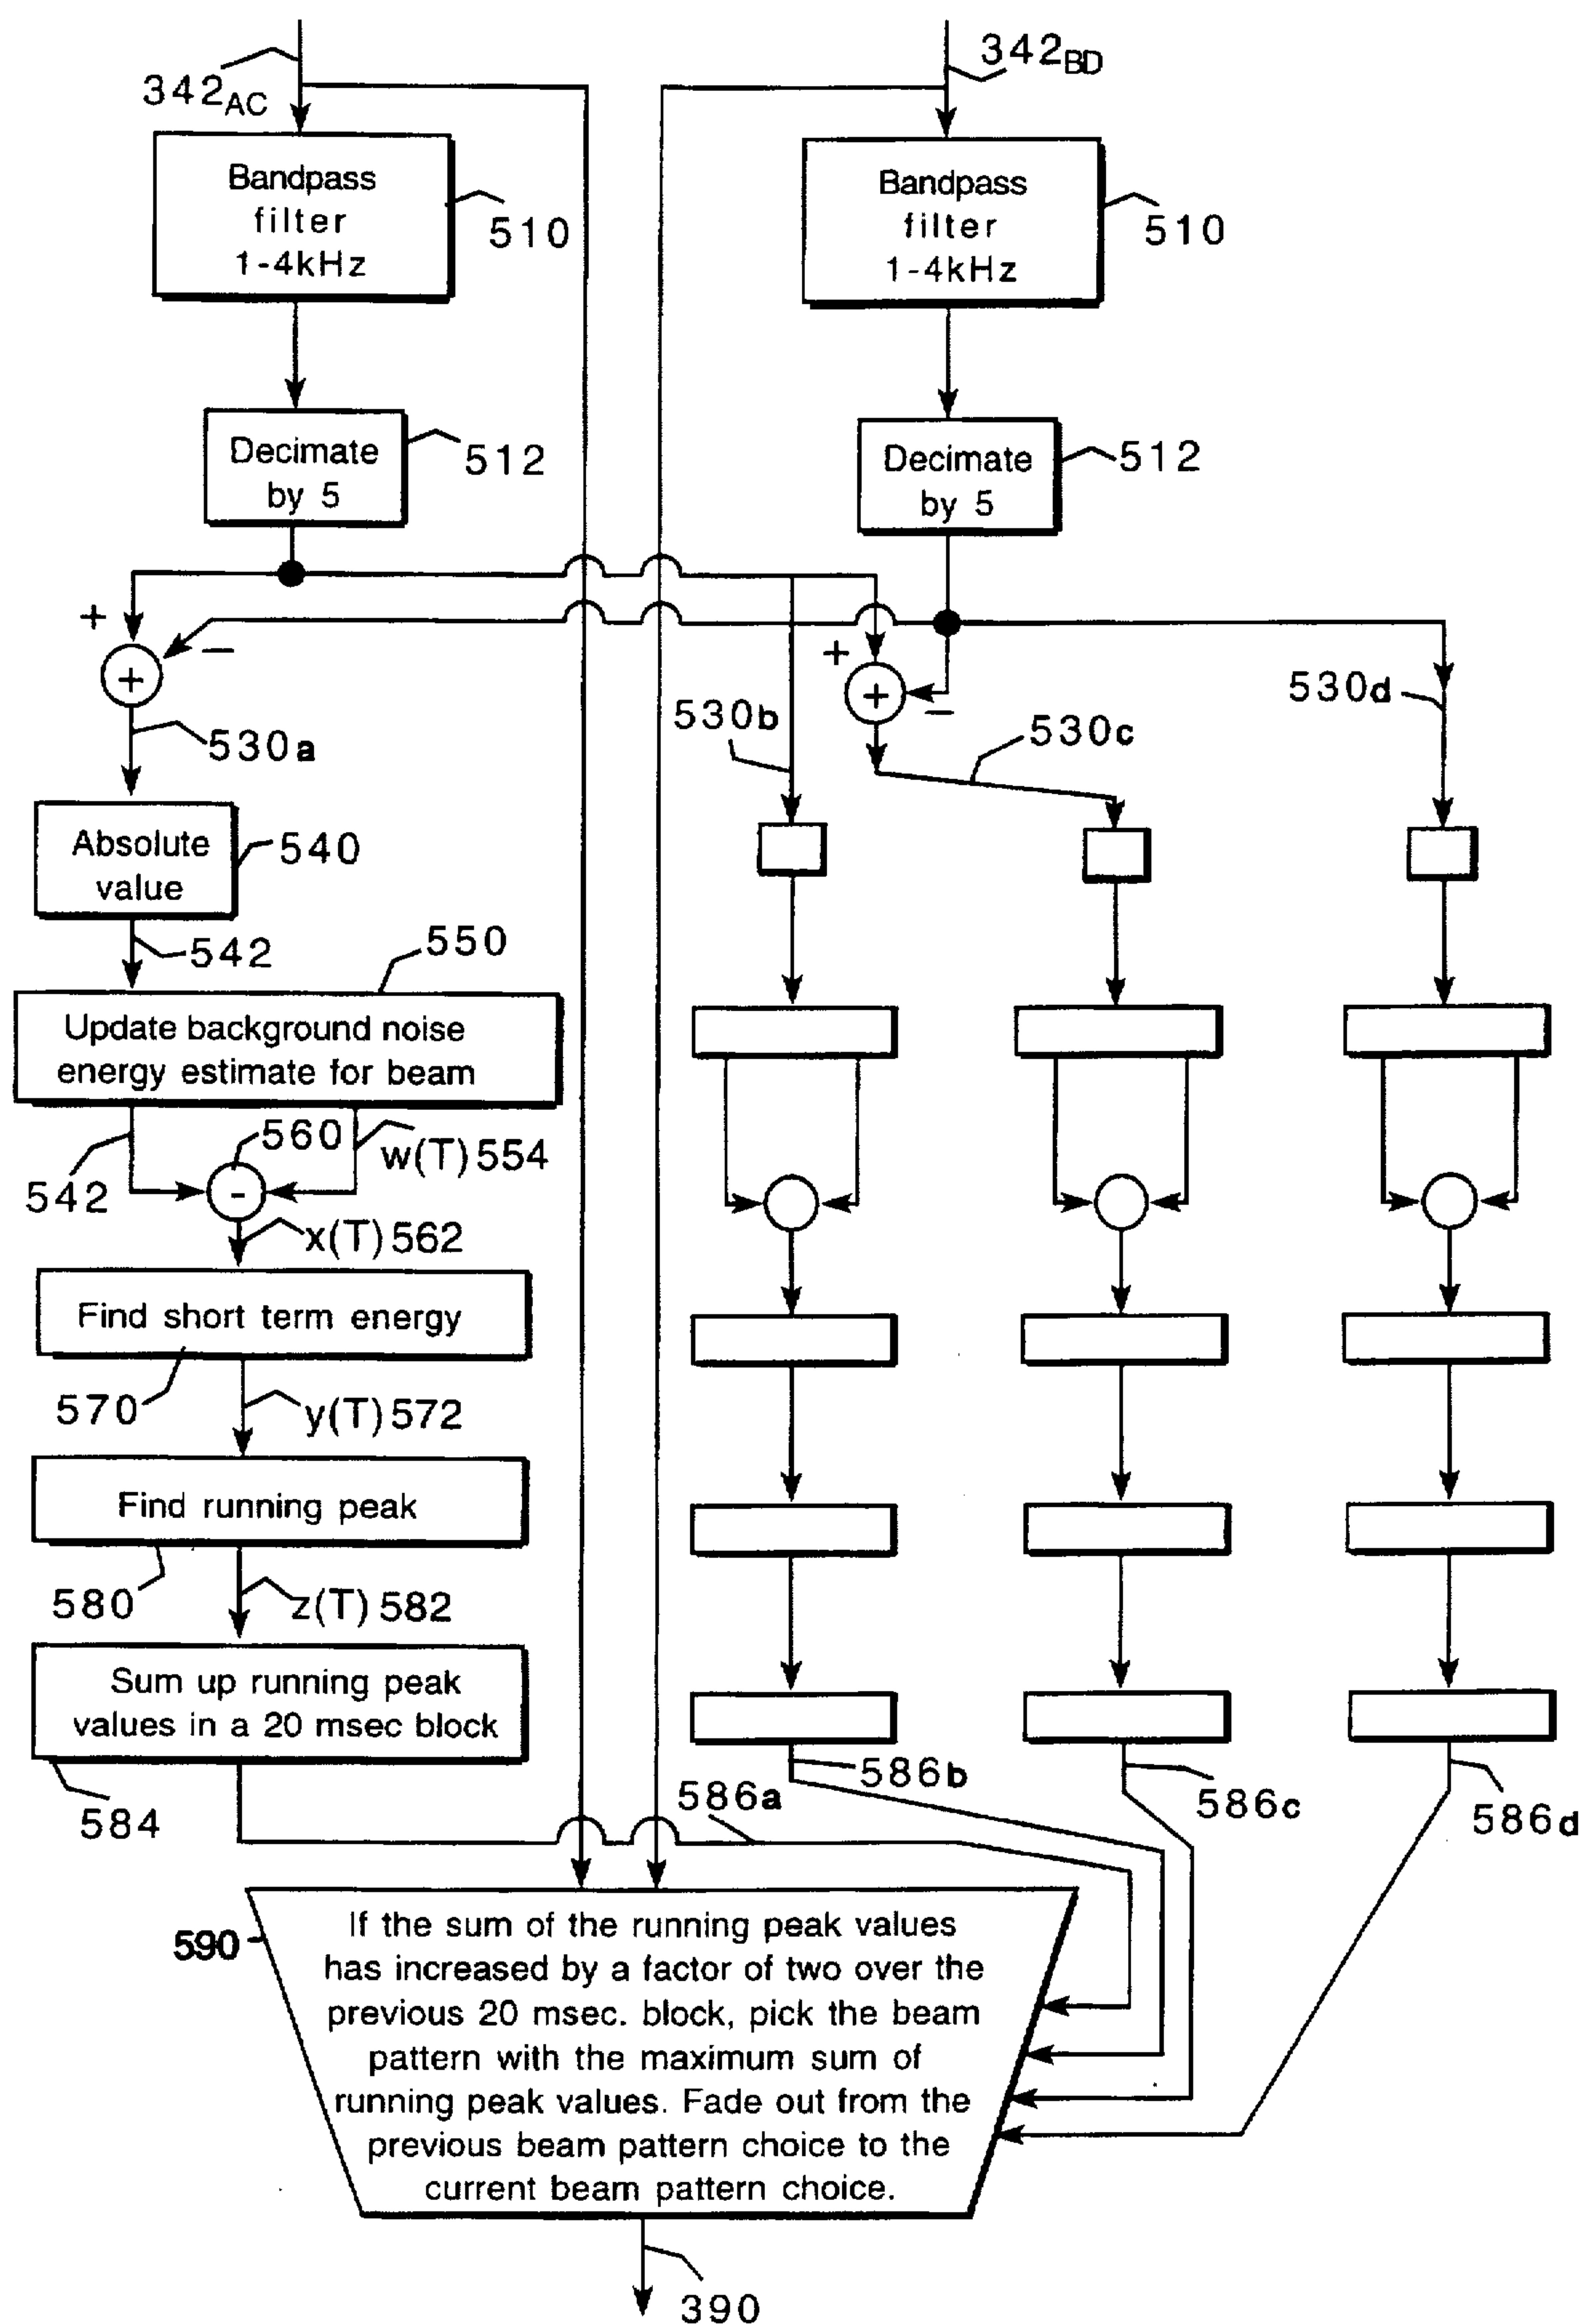 342AC
342BD
Bandpass
filter
1-4kHz
510
Bandpass
filter
1-4kHz
510
Decimate
by 5
512
Decimate
by 5
512
+
−
+
530a
+
+
−
530b
530c
530d
Absolute
value
540
542
550
Update background noise
energy estimate for beam
542
560
w(T) 554
-
x(T) 562
Find short term energy
570
y(T) 572
Find running peak
580
z(T) 582
Sum up running peak
values in a 20 msec block
584
586a
586b
586c
586d
590
If the sum of the running peak values
has increased by a factor of two over the
previous 20 msec. block, pick the beam
pattern with the maximum sum of
running peak values. Fade out from the
previous beam pattern choice to the
current beam pattern choice.
390